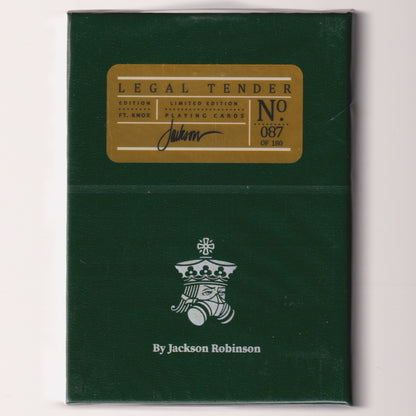 LEGAL TENDER
EDITION
FT. KNOX
LIMITED EDITION
PLAYING CARDS
Jackson
Nº.
087
OF 180
By Jackson Robinson